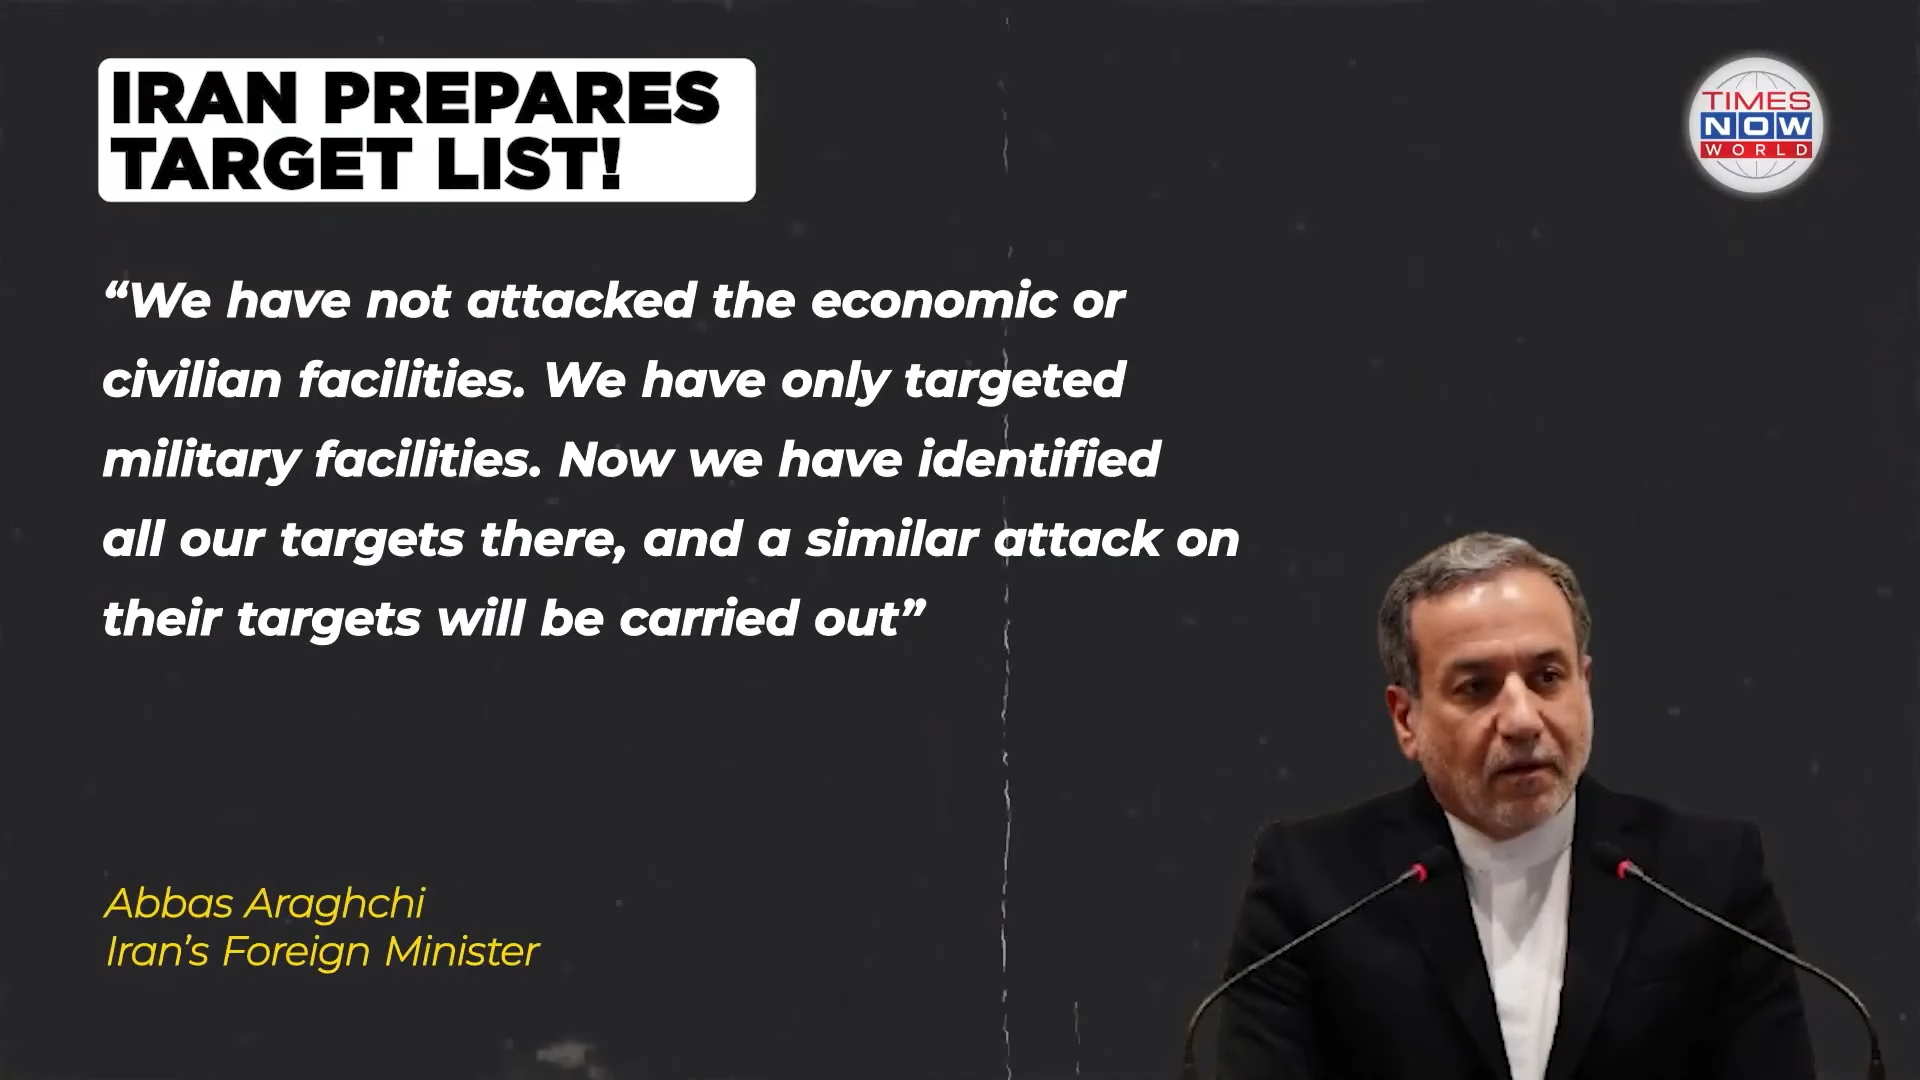 IRAN PREPARES
TARGET LIST!
TIMES
NOW
WORLD
“We have not attacked the economic or
civilian facilities. We have only targeted
military facilities. Now we have identified
all our targets there, and a similar attack on
their targets will be carried out”
Abbas Araghchi
Iran’s Foreign Minister